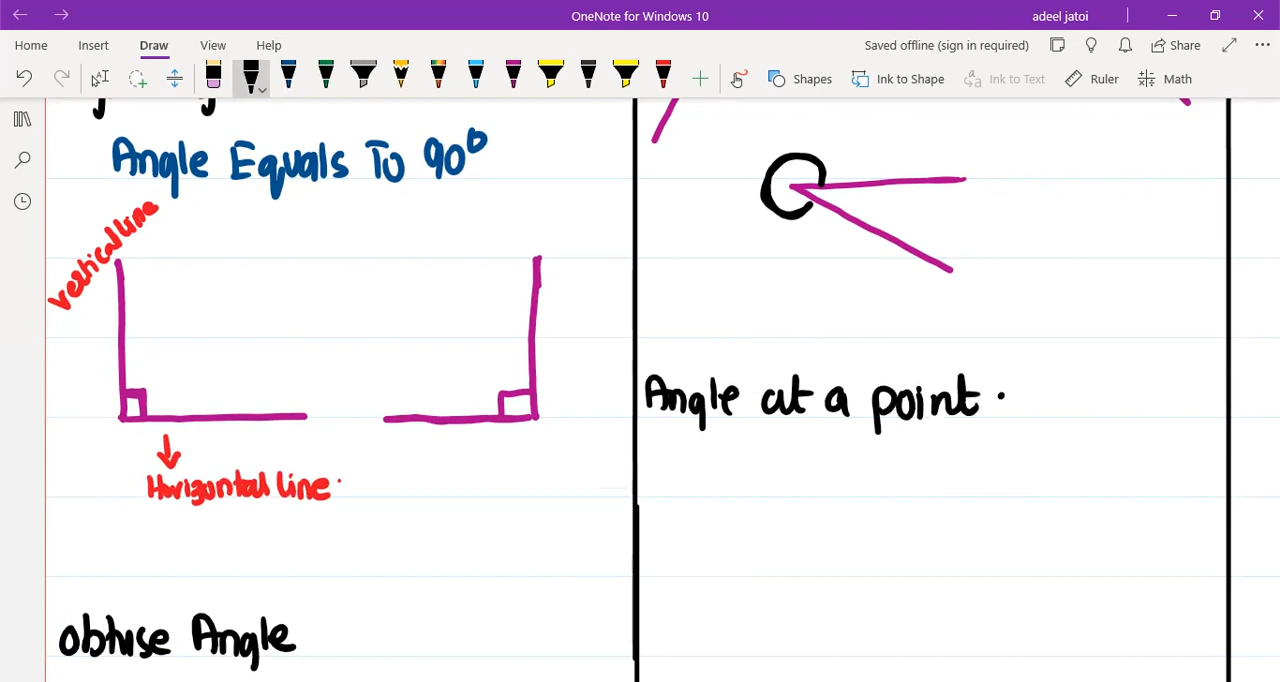 OneNote for Windows 10
adeel jatoi
Home Insert Draw View Help
Saved offline (sign in required)
Share
Shapes
Ink to Shape
Ink to Text
Ruler
Math
Angle Equals To 90°
Vertical line
Horizontal line
obtuse Angle
Angle at a point.